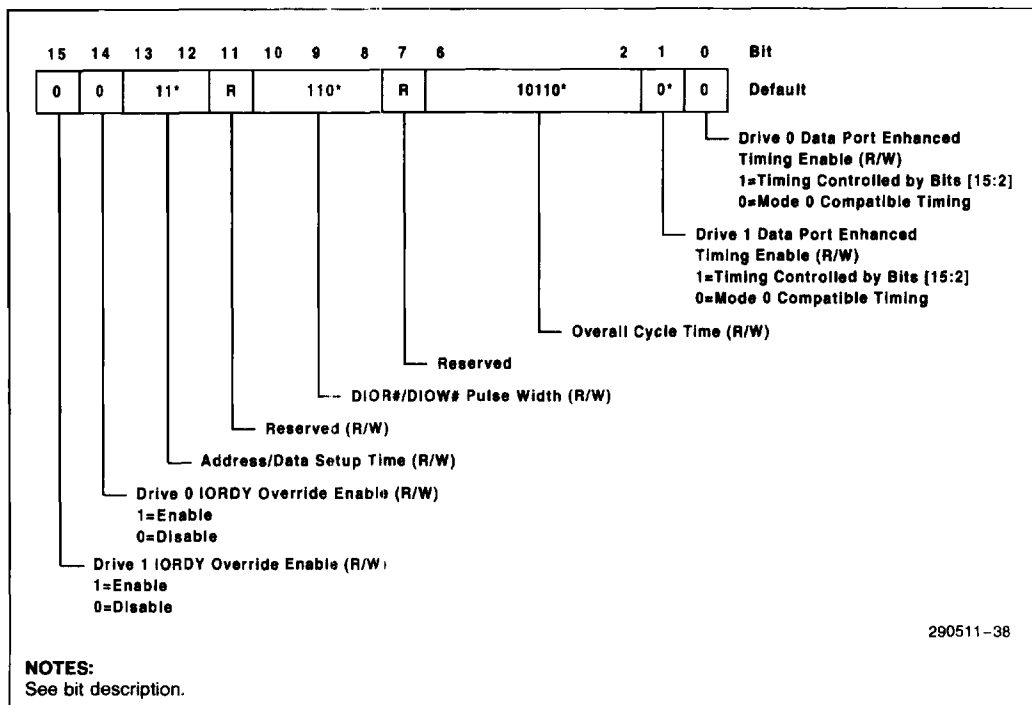 15 14 13 12 11 10 9 8 7 6 2 1 0 Bit
0 0 11* R 110* R 10110* 0* 0 Default
Drive 0 Data Port Enhanced
Timing Enable (R/W)
1=Timing Controlled by Bits [15:2]
0=Mode 0 Compatible Timing
Drive 1 Data Port Enhanced
Timing Enable (R/W)
1=Timing Controlled by Bits [15:2]
0=Mode 0 Compatible Timing
Overall Cycle Time (R/W)
Reserved
DIOR#/DIOW# Pulse Width (R/W)
Reserved (R/W)
Address/Data Setup Time (R/W)
Drive 0 IORDY Override Enable (R/W)
1=Enable
0=Disable
Drive 1 IORDY Override Enable (R/W)
1=Enable
0=Disable
290511-38
NOTES:
See bit description.